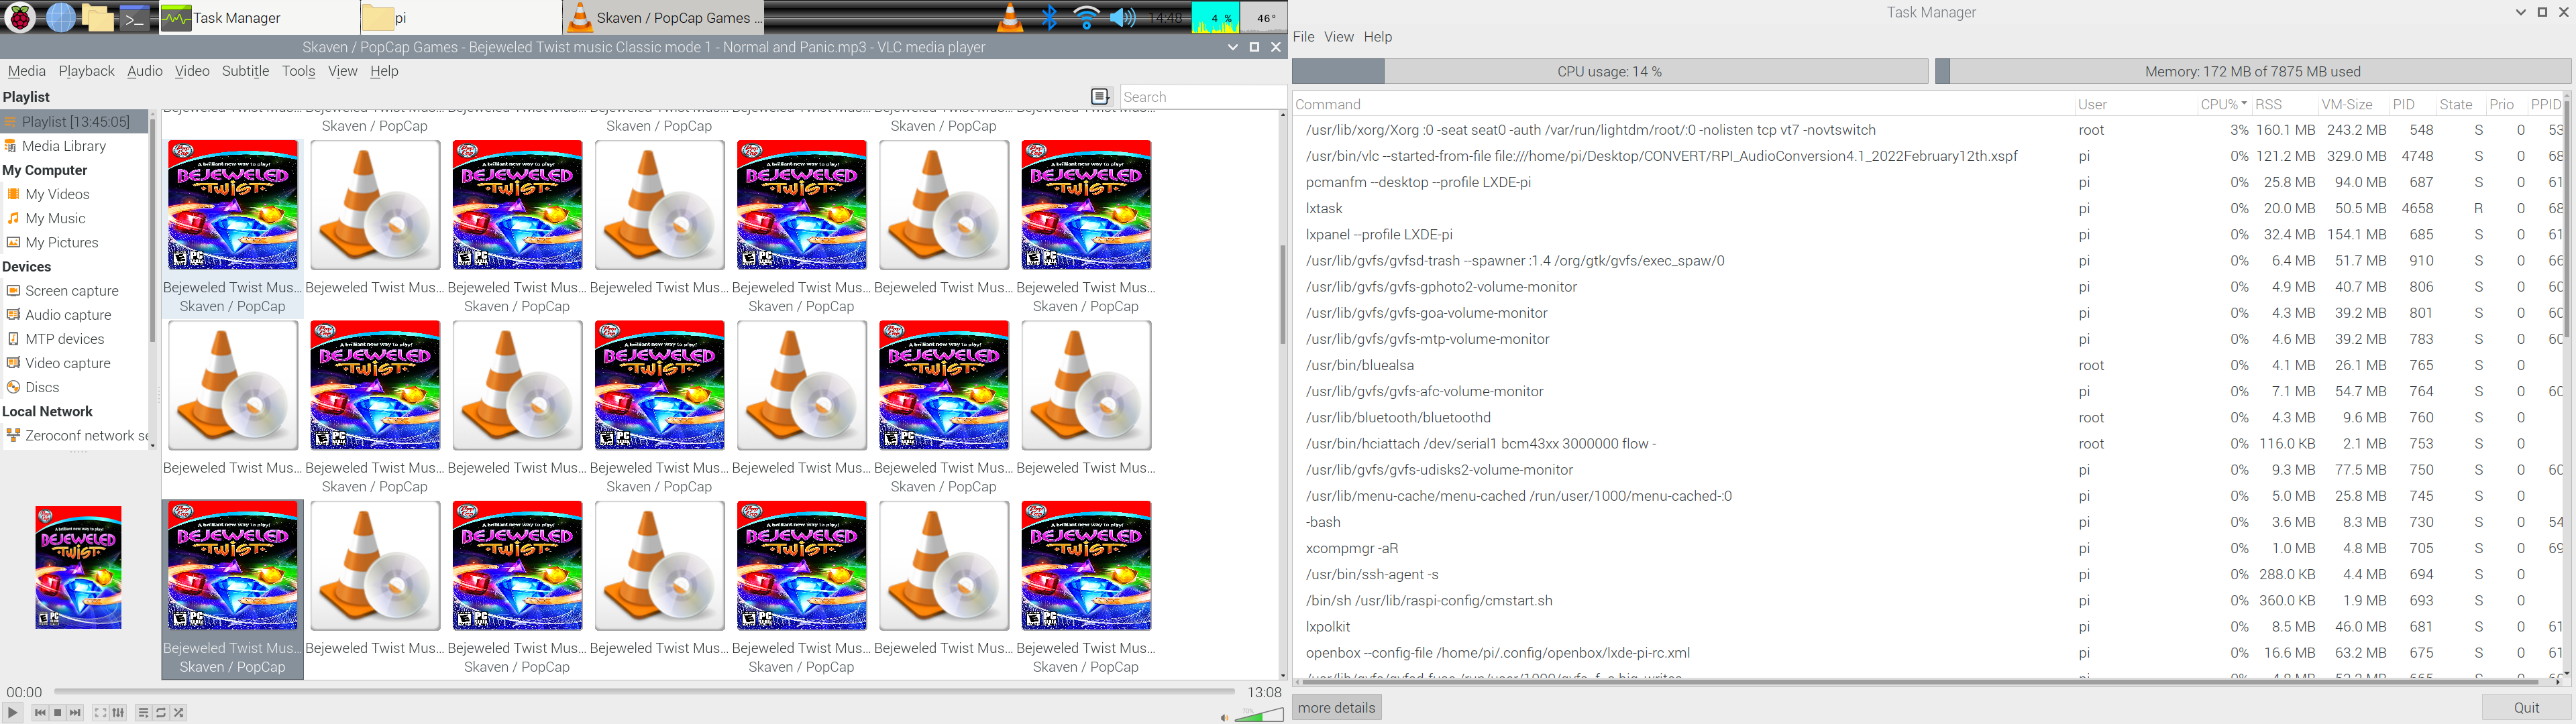 Task Manager
pi
Skaven / PopCap Games ...
14:48
4 %
46°
Skaven / PopCap Games - Bejeweled Twist music Classic mode 1 - Normal and Panic.mp3 - VLC media player
Media Playback Audio Video Subtitle Tools View Help
Playlist
Search
Playlist [13:45:05]
Media Library
My Computer
My Videos
My Music
My Pictures
Devices
Screen capture
Audio capture
MTP devices
Video capture
Discs
Local Network
Zeroconf network se
Skaven / PopCap Skaven / PopCap Skaven / PopCap
Bejeweled Twist Mus... Bejeweled Twist Mus... Bejeweled Twist Mus... Bejeweled Twist Mus... Bejeweled Twist Mus... Bejeweled Twist Mus... Bejeweled Twist Mus...
Skaven / PopCap Skaven / PopCap Skaven / PopCap Skaven / PopCap
Bejeweled Twist Mus... Bejeweled Twist Mus... Bejeweled Twist Mus... Bejeweled Twist Mus... Bejeweled Twist Mus... Bejeweled Twist Mus... Bejeweled Twist Mus...
Skaven / PopCap Skaven / PopCap Skaven / PopCap
Bejeweled Twist Mus... Bejeweled Twist Mus... Bejeweled Twist Mus... Bejeweled Twist Mus... Bejeweled Twist Mus... Bejeweled Twist Mus... Bejeweled Twist Mus...
Skaven / PopCap Skaven / PopCap Skaven / PopCap Skaven / PopCap
A brilliant new way to play!
BEJEWELED
TWIST
PC
00:00
13:08
70%
Task Manager
File View Help
CPU usage: 14 %
Memory: 172 MB of 7875 MB used
Command User CPU% RSS VM-Size PID State Prio PPID
/usr/lib/xorg/Xorg :0 -seat seat0 -auth /var/run/lightdm/root/:0 -nolisten tcp vt7 -novtswitch root 3% 160.1 MB 243.2 MB 548 S 0 53
/usr/bin/vlc --started-from-file file:///home/pi/Desktop/CONVERT/RPI_AudioConversion4.1_2022February12th.xspf pi 0% 121.2 MB 329.0 MB 4748 S 0 68
pcmanfm --desktop --profile LXDE-pi pi 0% 25.8 MB 94.0 MB 687 S 0 61
lxtask pi 0% 20.0 MB 50.5 MB 4658 R 0 68
lxpanel --profile LXDE-pi pi 0% 32.4 MB 154.1 MB 685 S 0 61
/usr/lib/gvfs/gvfsd-trash --spawner :1.4 /org/gtk/gvfs/exec_spaw/0 pi 0% 6.4 MB 51.7 MB 910 S 0 66
/usr/lib/gvfs/gvfs-gphoto2-volume-monitor pi 0% 4.9 MB 40.7 MB 806 S 0 60
/usr/lib/gvfs/gvfs-goa-volume-monitor pi 0% 4.3 MB 39.2 MB 801 S 0 60
/usr/lib/gvfs/gvfs-mtp-volume-monitor pi 0% 4.6 MB 39.2 MB 783 S 0 60
/usr/bin/bluealsa root 0% 4.1 MB 26.1 MB 765 S 0
/usr/lib/gvfs/gvfs-afc-volume-monitor pi 0% 7.1 MB 54.7 MB 764 S 0 60
/usr/lib/bluetooth/bluetoothd root 0% 4.3 MB 9.6 MB 760 S 0
/usr/bin/hciattach /dev/serial1 bcm43xx 3000000 flow - root 0% 116.0 KB 2.1 MB 753 S 0
/usr/lib/gvfs/gvfs-udisks2-volume-monitor pi 0% 9.3 MB 77.5 MB 750 S 0 60
/usr/lib/menu-cache/menu-cached /run/user/1000/menu-cached-:0 pi 0% 5.0 MB 25.8 MB 745 S 0
-bash pi 0% 3.6 MB 8.3 MB 730 S 0 54
xcompmgr -aR pi 0% 1.0 MB 4.8 MB 705 S 0 69
/usr/bin/ssh-agent -s pi 0% 288.0 KB 4.4 MB 694 S 0
/bin/sh /usr/lib/raspi-config/cmstart.sh pi 0% 360.0 KB 1.9 MB 693 S 0
lxpolkit pi 0% 8.5 MB 46.0 MB 681 S 0 61
openbox --config-file /home/pi/.config/openbox/lxde-pi-rc.xml pi 0% 16.6 MB 63.2 MB 675 S 0 61
more details
Quit